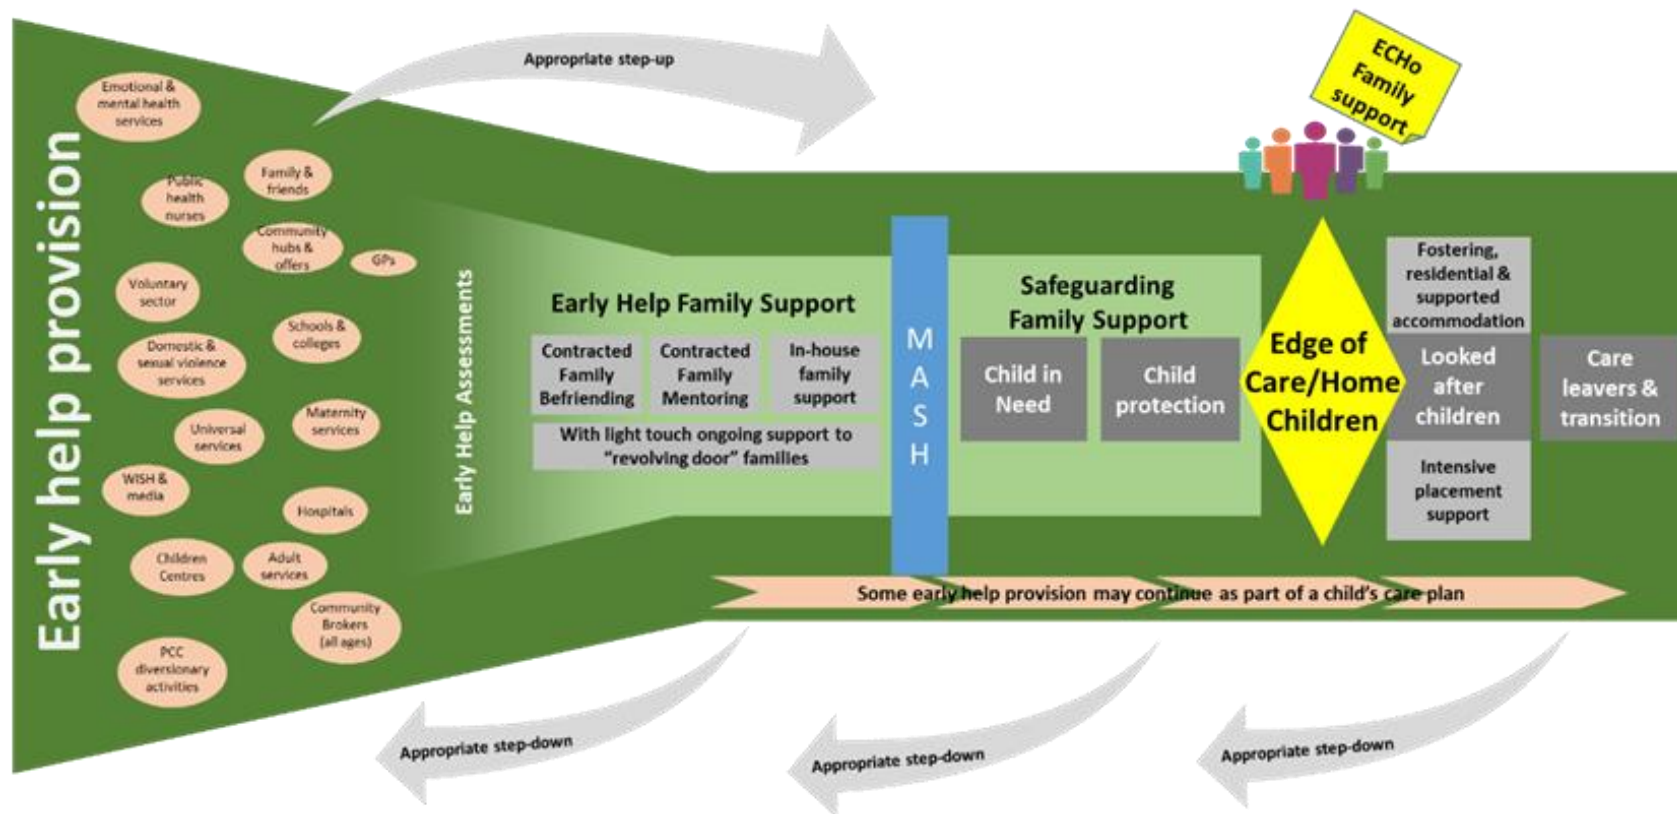 Early help provision
Emotional &
mental health
services
Public
health
nurses
Family &
friends
Community
hubs &
offers
GPs
Voluntary
sector
Schools &
colleges
Domestic &
sexual violence
services
Universal
services
Maternity
services
WISH &
media
Hospitals
Children
Centres
Adult
services
Community
Brokers
(all ages)
PCC
diversionary
activities
Appropriate step-up
Early Help Assessments
Early Help Family Support
Contracted
Family
Befriending
Contracted
Family
Mentoring
In-house
family
support
With light touch ongoing support to
“revolving door” families
M
A
S
H
Safeguarding
Family Support
Child in
Need
Child
protection
ECHo
Family
support
Edge of
Care/Home
Children
Fostering,
residential &
supported
accommodation
Looked
after
children
Intensive
placement
support
Care
leavers &
transition
Some early help provision may continue as part of a child’s care plan
Appropriate step-down
Appropriate step-down
Appropriate step-down